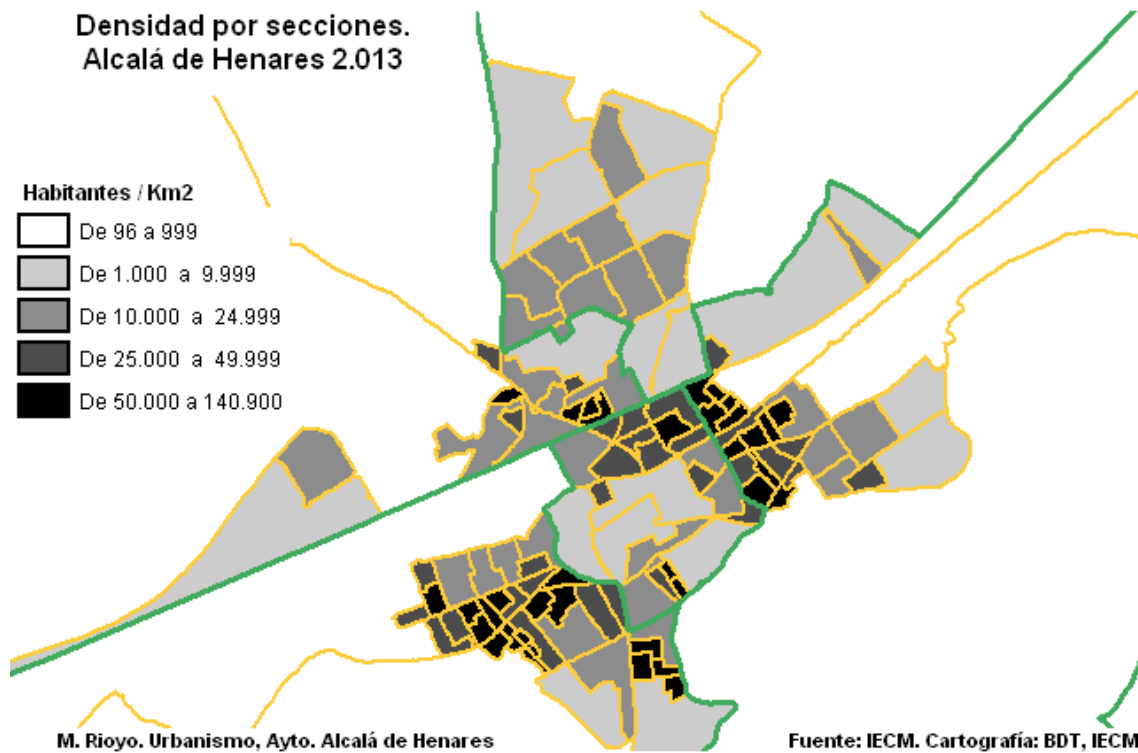 Densidad por secciones.
Alcalá de Henares 2.013
Habitantes / Km2
De 96 a 999
De 1.000 a 9.999
De 10.000 a 24.999
De 25.000 a 49.999
De 50.000 a 140.900
M. Rioyo. Urbanismo, Ayto. Alcalá de Henares
Fuente: IECM. Cartografía: BDT, IECM